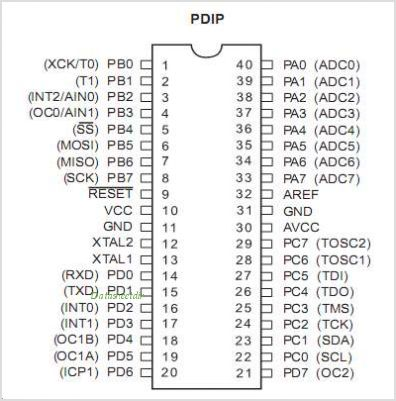 PDIP
(XCK/T0) PB0 1 40 PA0 (ADC0)
(T1) PB1 2 39 PA1 (ADC1)
(INT2/AIN0) PB2 3 38 PA2 (ADC2)
(OC0/AIN1) PB3 4 37 PA3 (ADC3)
(SS) PB4 5 36 PA4 (ADC4)
(MOSI) PB5 6 35 PA5 (ADC5)
(MISO) PB6 7 34 PA6 (ADC6)
(SCK) PB7 8 33 PA7 (ADC7)
RESET 9 32 AREF
VCC 10 31 GND
GND 11 30 AVCC
XTAL2 12 29 PC7 (TOSC2)
XTAL1 13 28 PC6 (TOSC1)
(RXD) PD0 14 27 PC5 (TDI)
(TXD) PD1 15 26 PC4 (TDO)
(INT0) PD2 16 25 PC3 (TMS)
(INT1) PD3 17 24 PC2 (TCK)
(OC1B) PD4 18 23 PC1 (SDA)
(OC1A) PD5 19 22 PC0 (SCL)
(ICP1) PD6 20 21 PD7 (OC2)